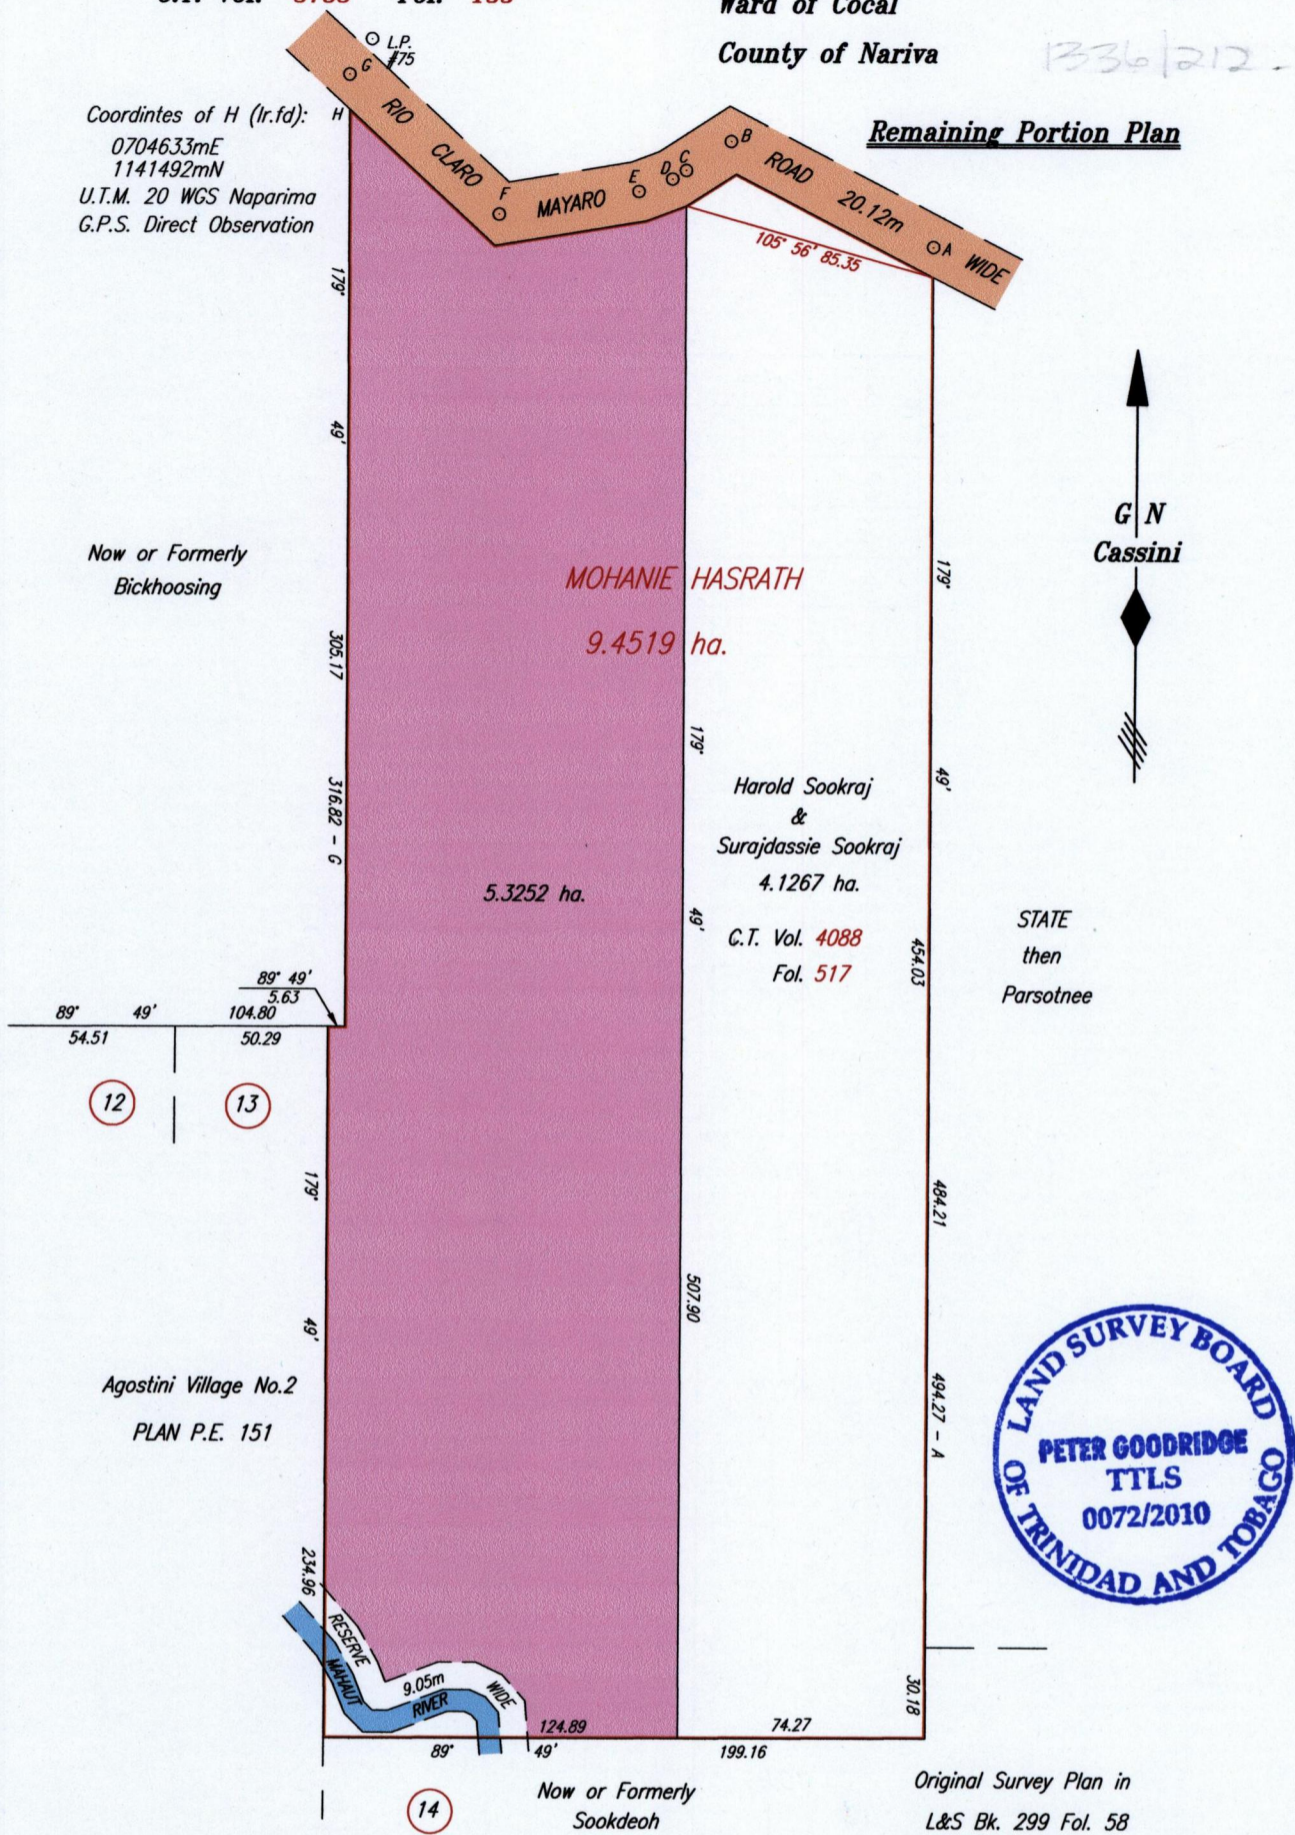 Ward of Cocal
County of Nariva
1336/212 -
Remaining Portion Plan
L.P.
#75
G
H
RIO CLARO MAYARO ROAD 20.12m WIDE
F
E
D
C
B
A
Coordintes of H (Ir.fd):
0704633mE
1141492mN
U.T.M. 20 WGS Naparima
G.P.S. Direct Observation
105° 56' 85.35
179° 49'
305.17
316.82 - G
Now or Formerly
Bickhoosing
MOHANIE HASRATH
9.4519 ha.
G N
Cassini
179° 49'
454.03
484.21
494.27 - A
30.18
179° 49'
507.90
Harold Sookraj
&
Surajdassie Sookraj
4.1267 ha.
C.T. Vol. 4088
Fol. 517
5.3252 ha.
STATE
then
Parsotnee
89° 49'
5.63
89° 49' 104.80
54.51 50.29
12
13
179° 49'
234.96
Agostini Village No.2
PLAN P.E. 151
LAND SURVEY BOARD
OF TRINIDAD AND TOBAGO
PETER GOODRIDGE
TTLS
0072/2010
RESERVE 9.05m WIDE
MAHAUT RIVER
124.89 74.27
89° 49' 199.16
14
Now or Formerly
Sookdeoh
Original Survey Plan in
L&S Bk. 299 Fol. 58